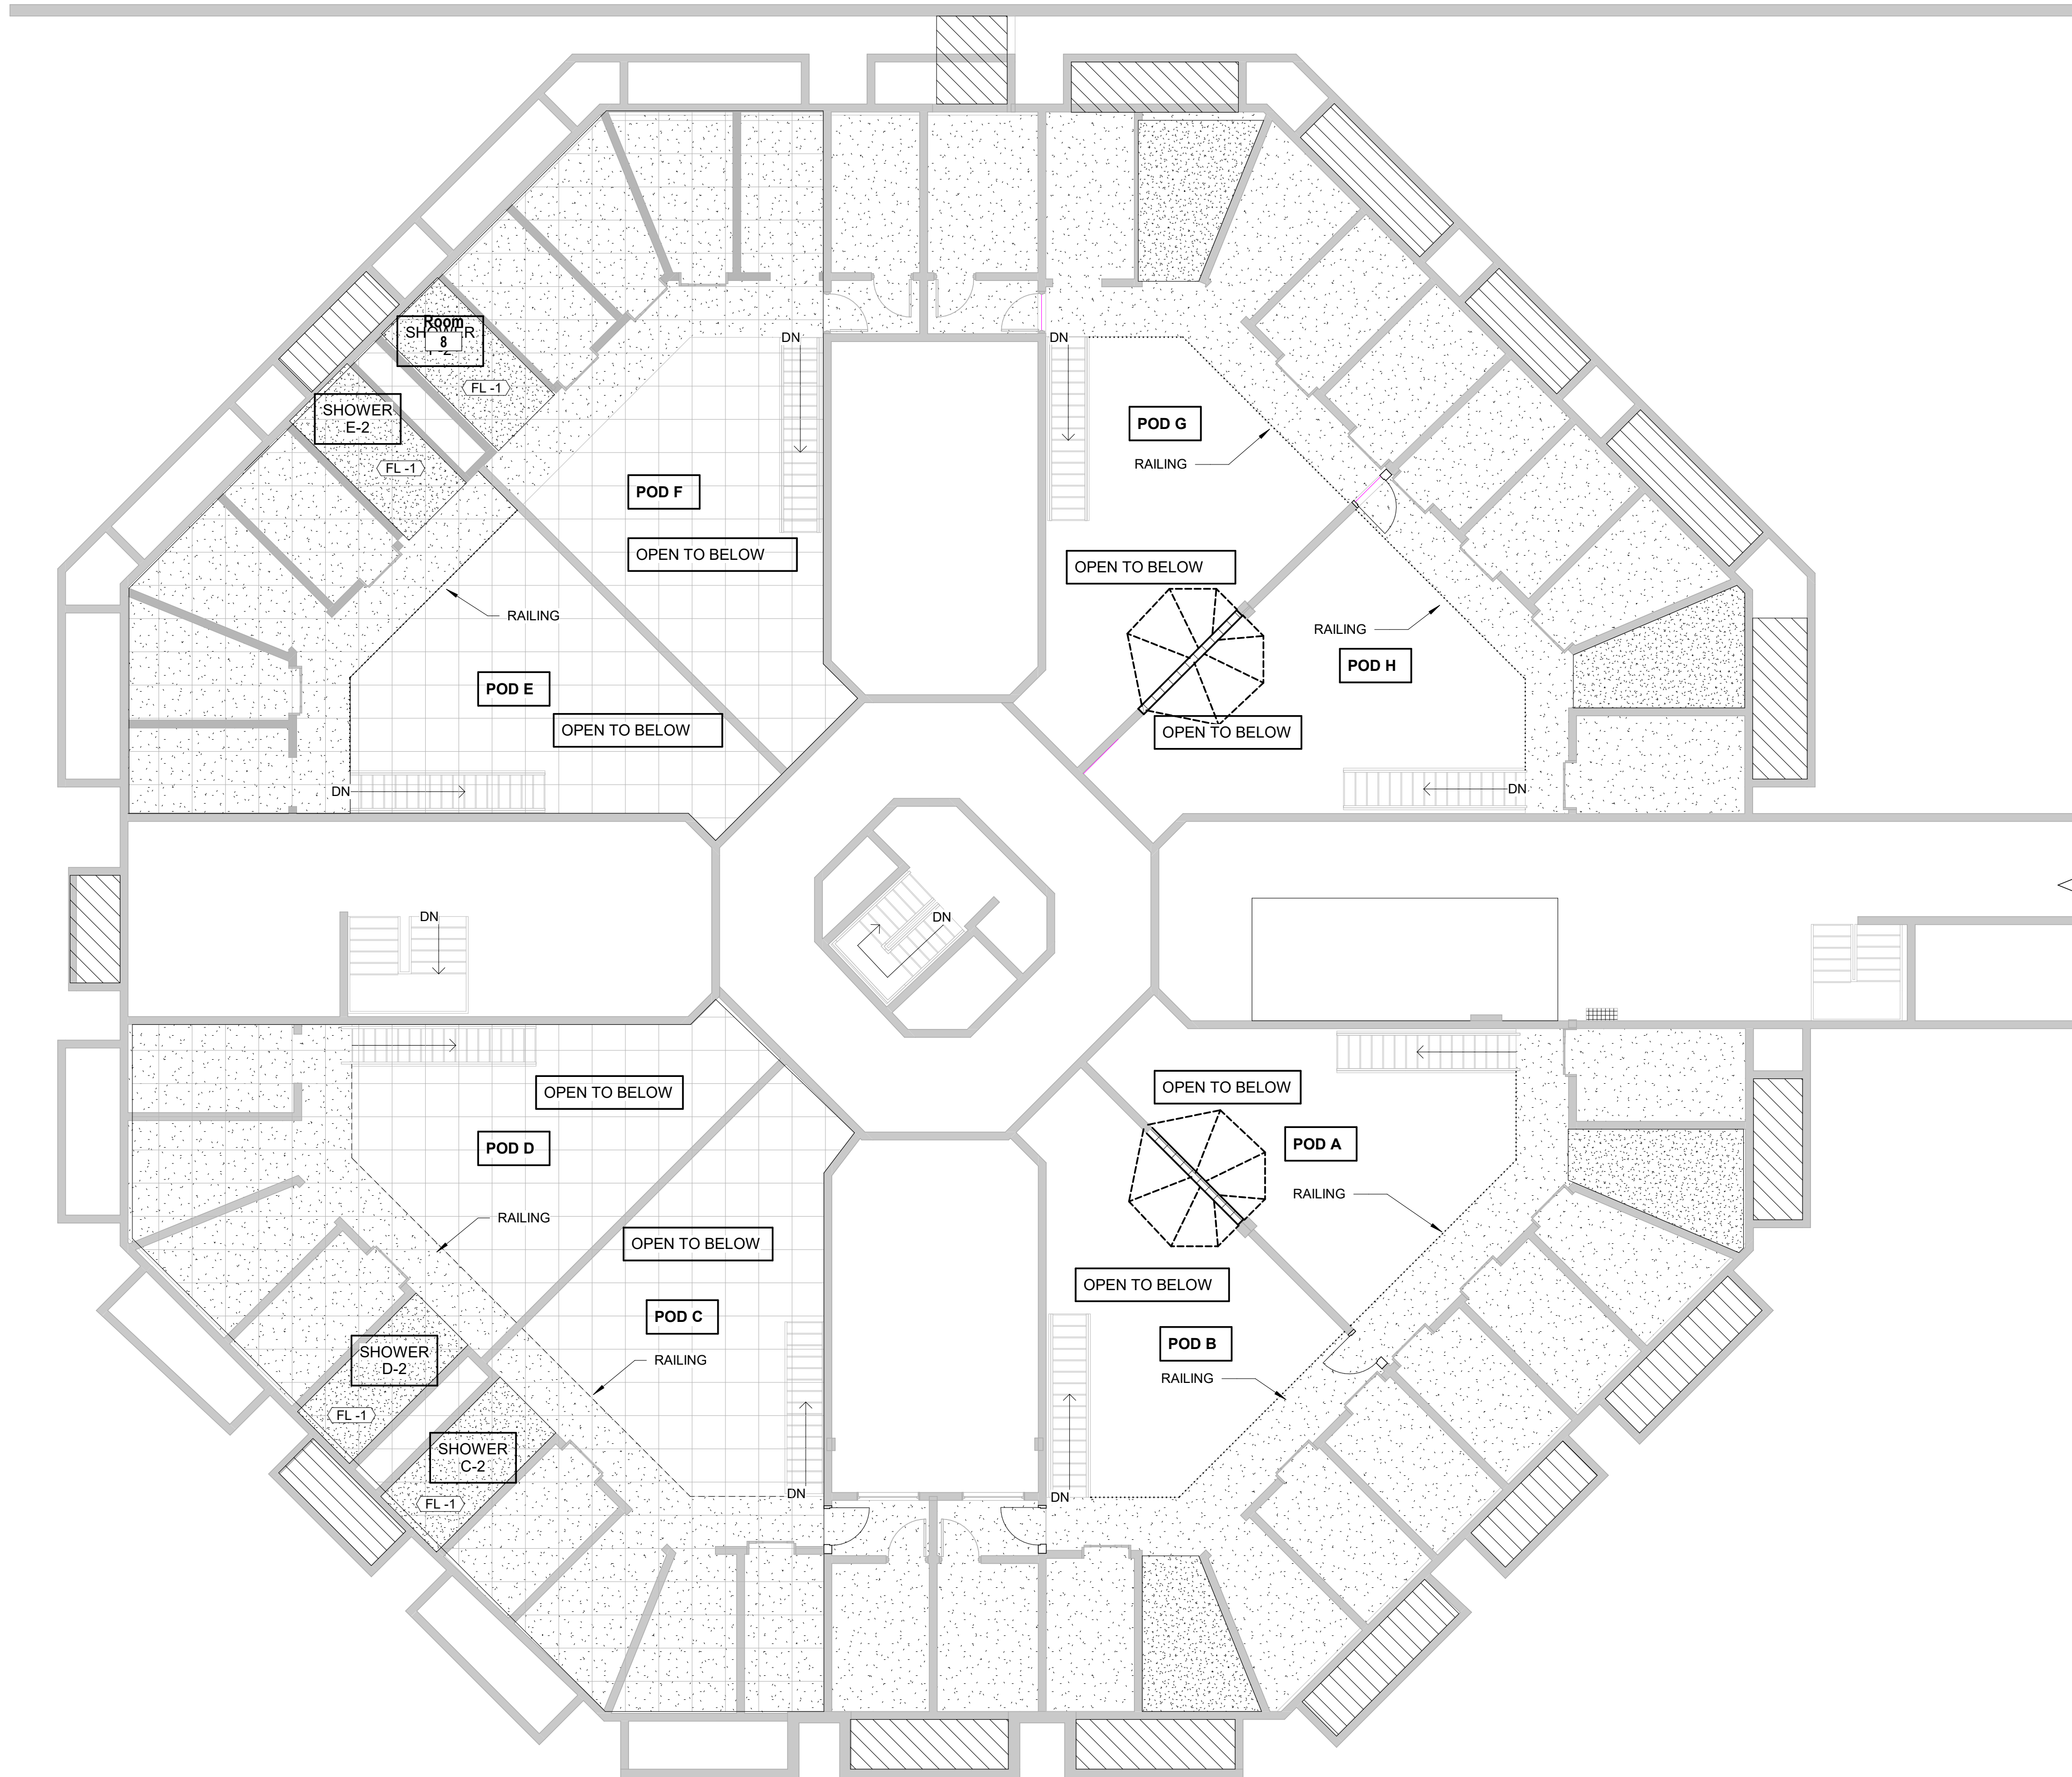 Room
8
FL -1
SHOWER
E-2
FL -1
DN
DN
POD G
RAILING
POD F
OPEN TO BELOW
OPEN TO BELOW
RAILING
RAILING
POD H
POD E
OPEN TO BELOW
OPEN TO BELOW
DN
DN
DN
DN
OPEN TO BELOW
OPEN TO BELOW
POD D
POD A
RAILING
RAILING
OPEN TO BELOW
OPEN TO BELOW
POD C
POD B
SHOWER
D-2
RAILING
RAILING
FL -1
SHOWER
C-2
FL -1
DN
DN